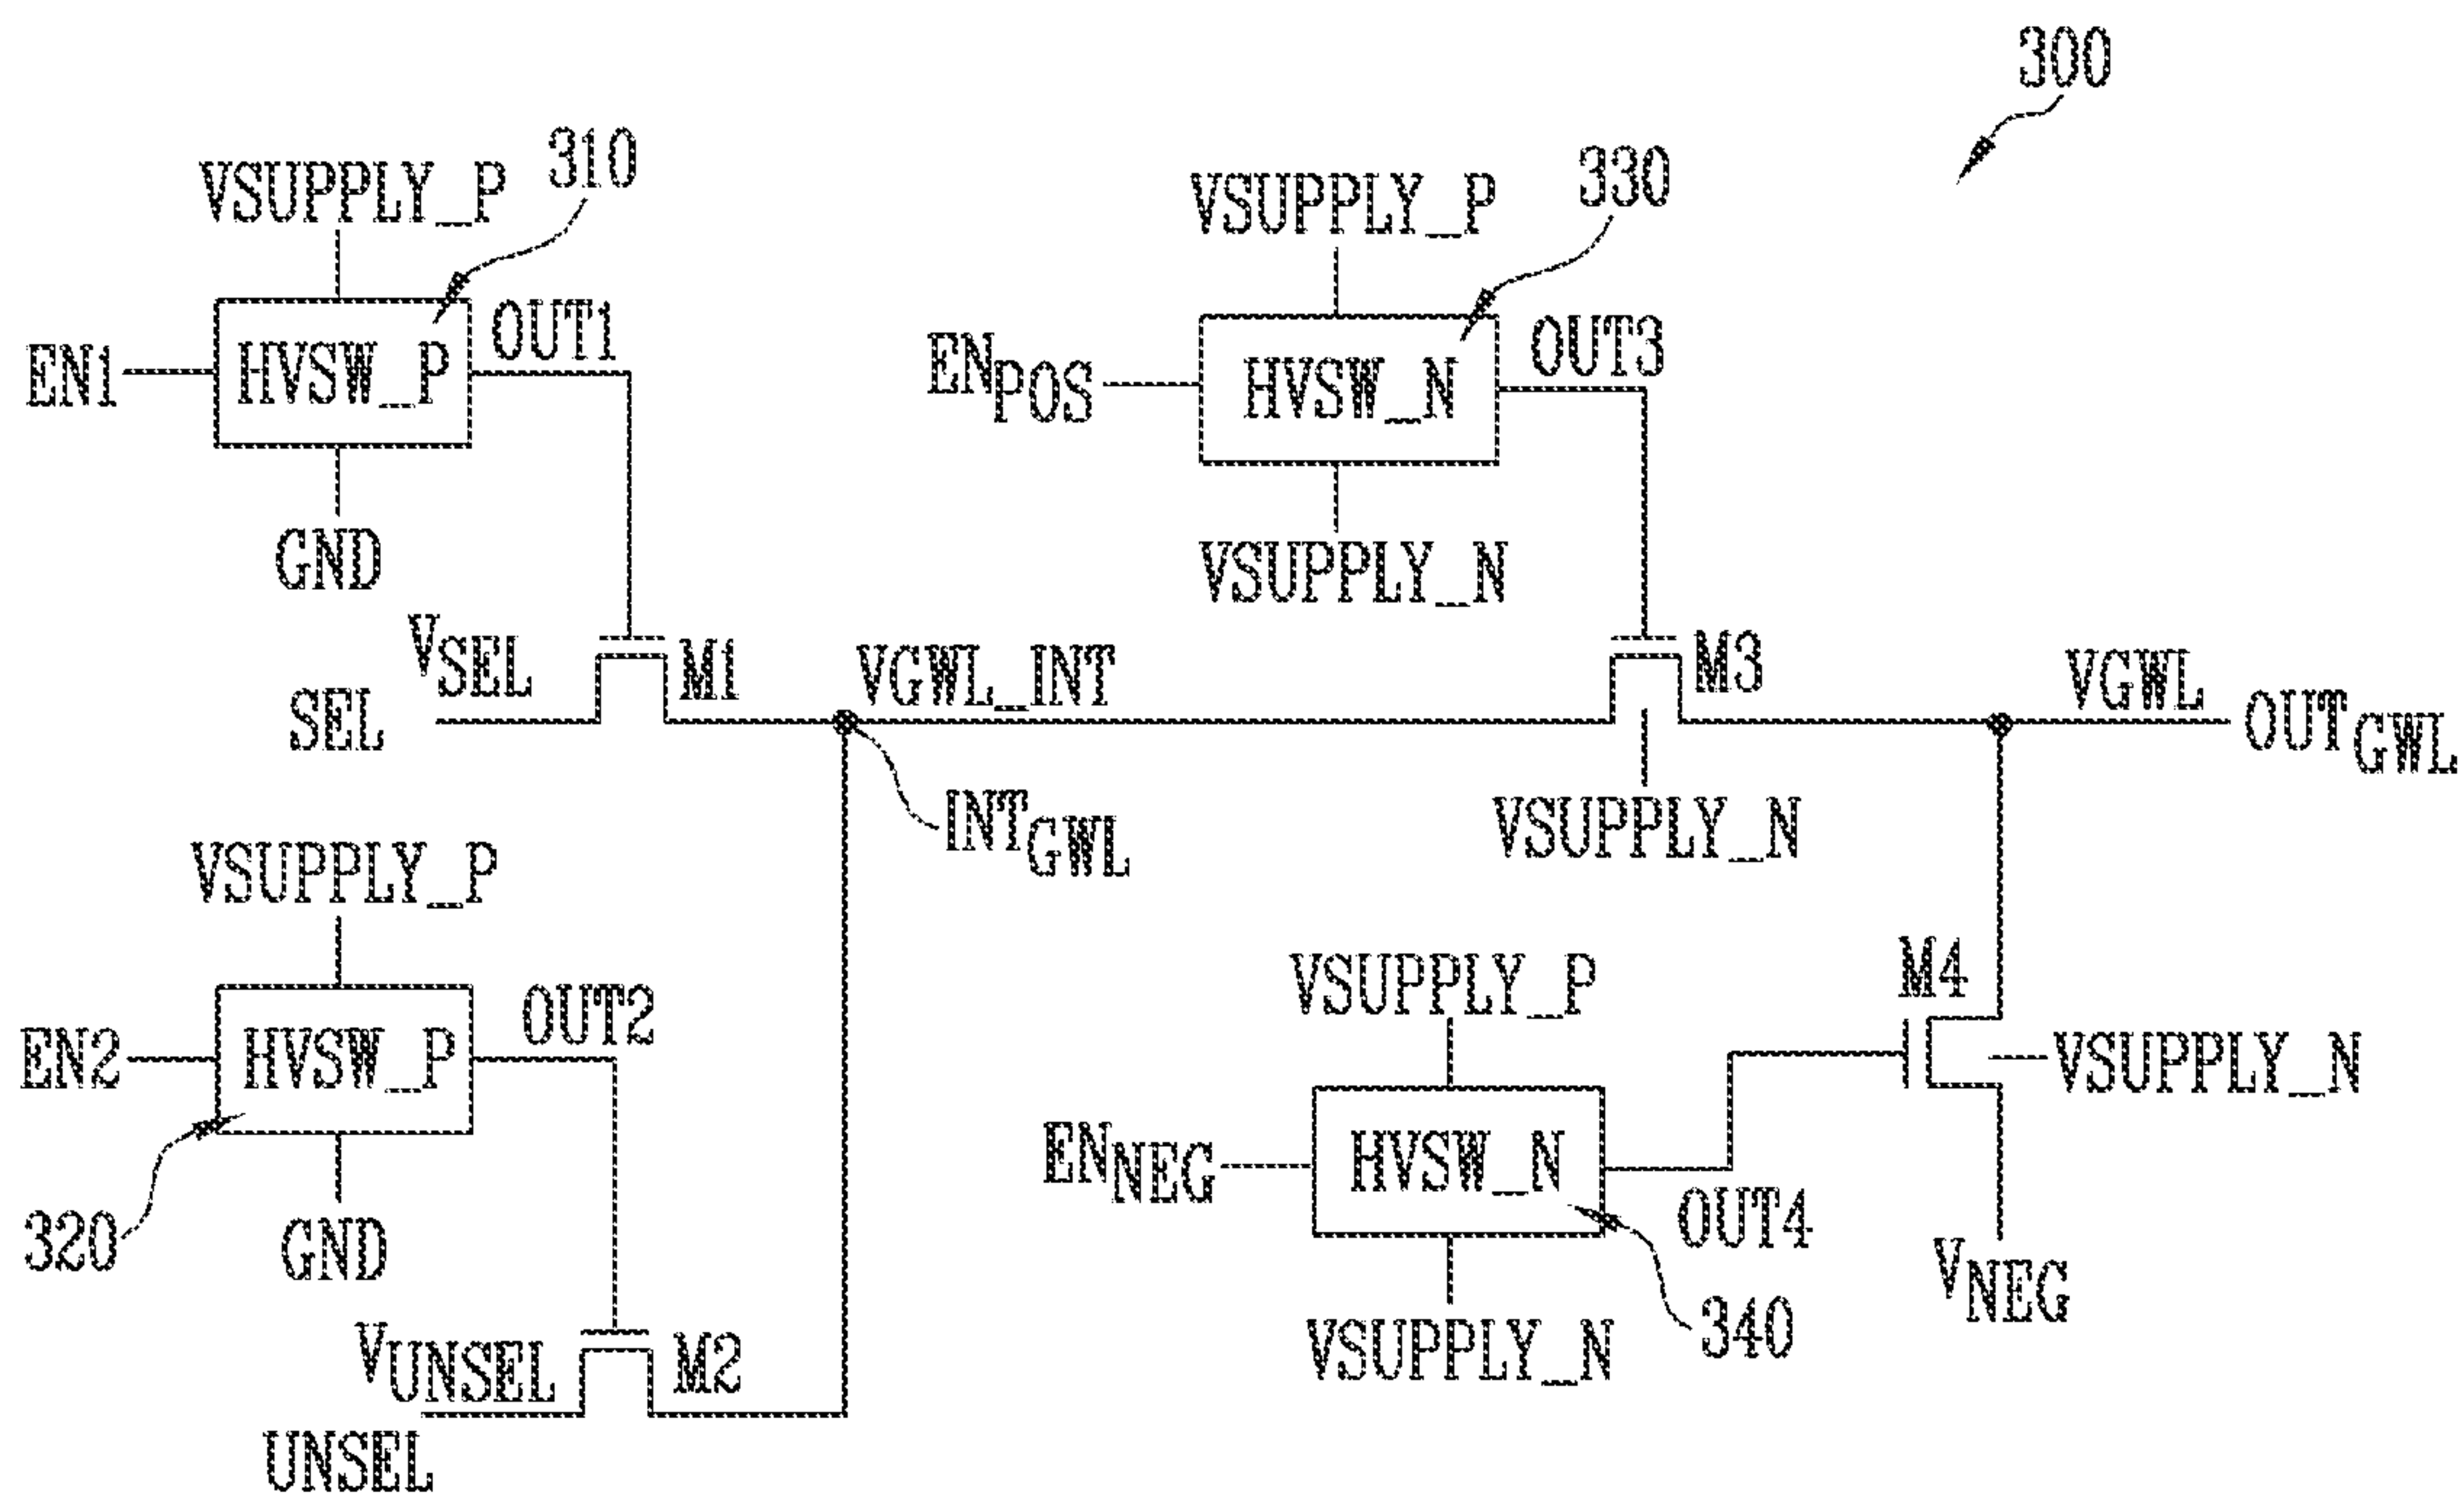 300
310
VSUPPLY_P
EN1
HVSW_P
OUT1
GND
330
VSUPPLY_P
ENPOS
HVSW_N
OUT3
VSUPPLY_N
VSEL
SEL
M1
VGWL_INT
INTGWL
M3
VSUPPLY_N
VGWL
OUTGWL
VSUPPLY_P
EN2
HVSW_P
OUT2
320
GND
VUNSEL
UNSEL
M2
VSUPPLY_P
ENNEG
HVSW_N
OUT4
340
VSUPPLY_N
M4
VSUPPLY_N
VNEG